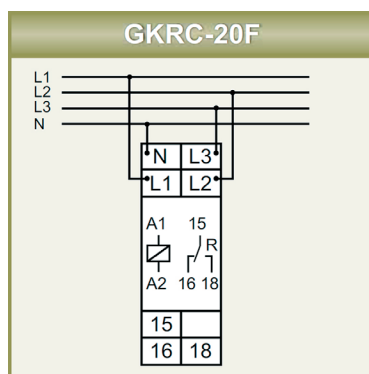 GKRC-20F
L1
L2
L3
N
N L3
L1 L2
A1 15
R
A2 16 18
15
16 18